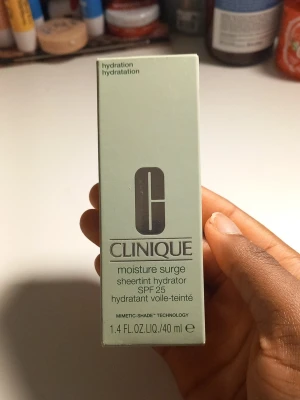 hydration
hydratation
CLINIQUE
moisture surge
sheertint hydrator
SPF 25
hydratant voile-teinté
MIMETIC-SHADE™ TECHNOLOGY
1.4 FL.OZ.LIQ./40 ml ℮